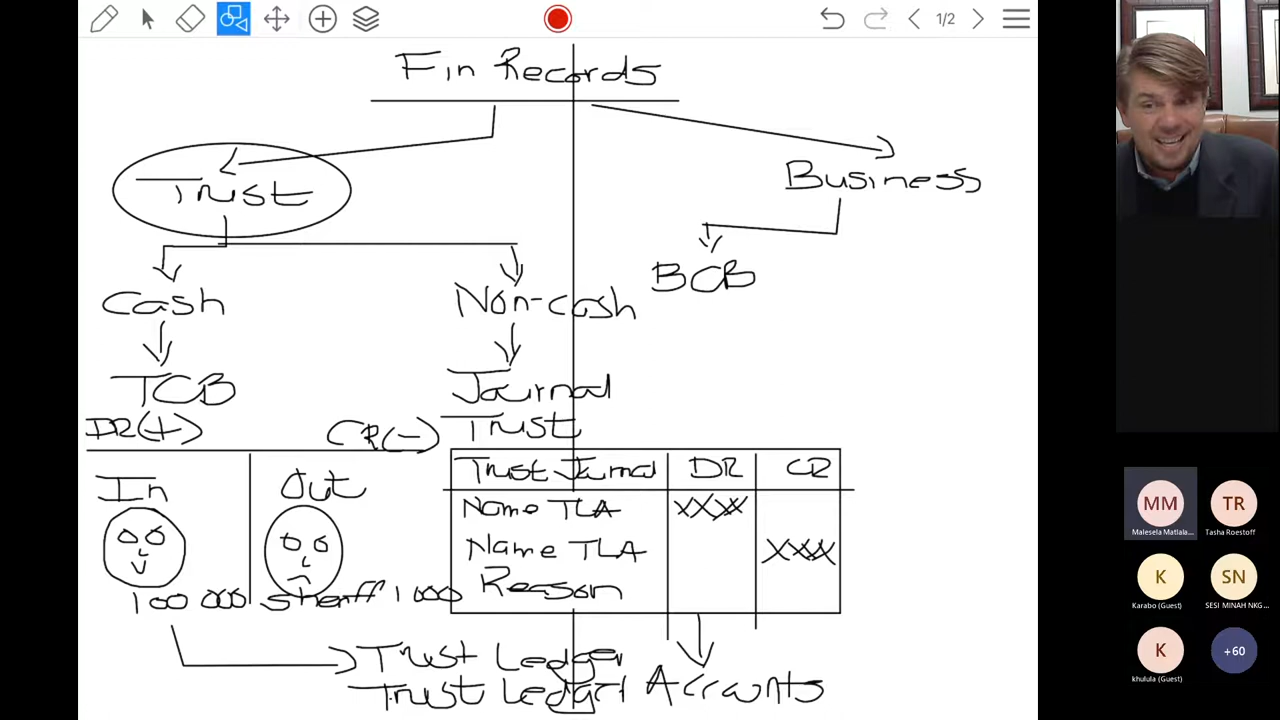 1/2
Fin Records
Trust
Business
BCB
Cash
Non-cash
TCB
Journal
Trust
DR(+)
CR(-)
In
Out
Trust Jurnal DR CR
Name TLA XXXX
Name TLA XXX
Reason
100 000 sheriff 1 000
Trust Ledger
Trust Ledger Accounts
MM
Malesela Matlala...
TR
Tasha Roestoff
K
Karabo (Guest)
SN
SESI MINAH NKG...
K
khulula (Guest)
+60